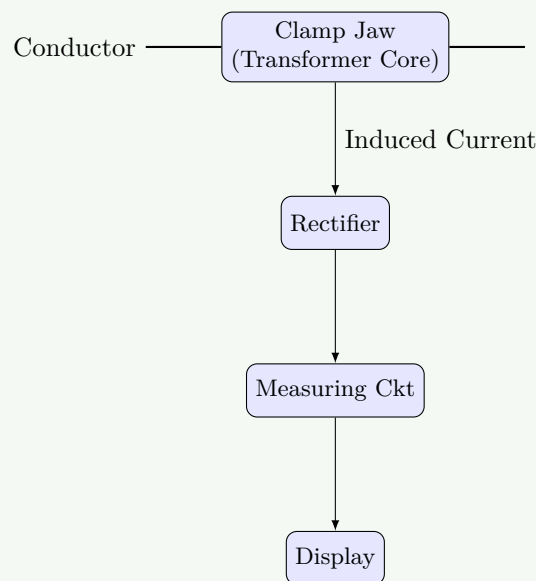 Conductor
Clamp Jaw
(Transformer Core)
Induced Current
Rectifier
Measuring Ckt
Display